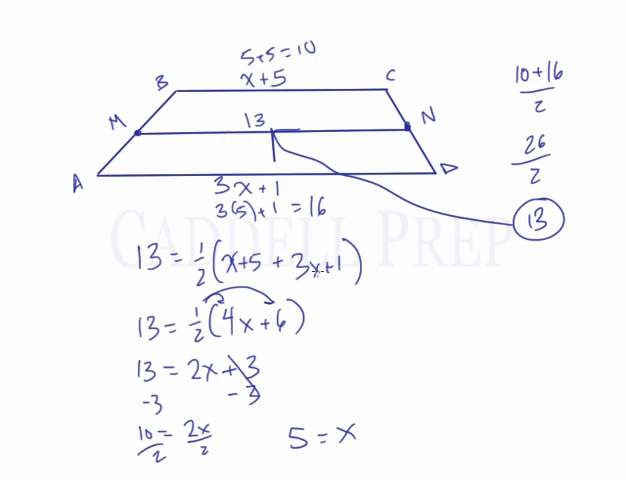 5+5=10
x+5
B
C
M
13
N
A
D
3x+1
3(5)+1 = 16
10+16
2
26
2
13
CADDELL PREP
13 = 1/2 (x+5 + 3x+1)
13 = 1/2 (4x+6)
13 = 2x + 3
-3 - 3
10/2 = 2x/2
5 = x